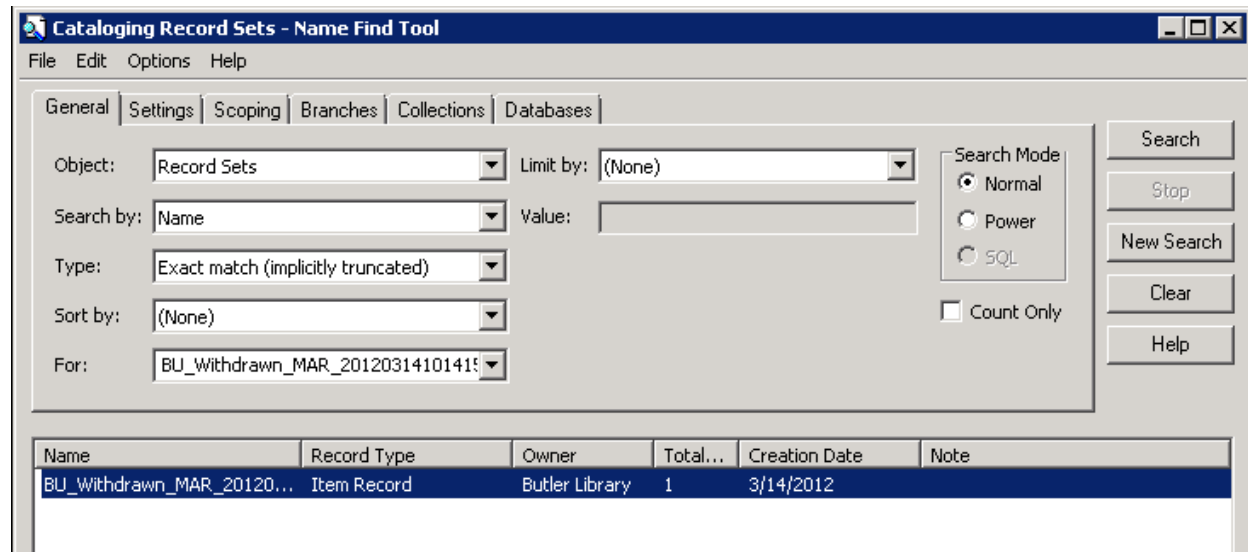 Cataloging Record Sets - Name Find Tool
File Edit Options Help
General Settings Scoping Branches Collections Databases
Object: Record Sets Limit by: (None)
Search by: Name Value:
Type: Exact match (implicitly truncated)
Sort by: (None)
For: BU_Withdrawn_MAR_20120314101415
Search Mode
Normal
Power
SQL
Count Only
Search
Stop
New Search
Clear
Help
Name Record Type Owner Total... Creation Date Note
BU_Withdrawn_MAR_20120... Item Record Butler Library 1 3/14/2012